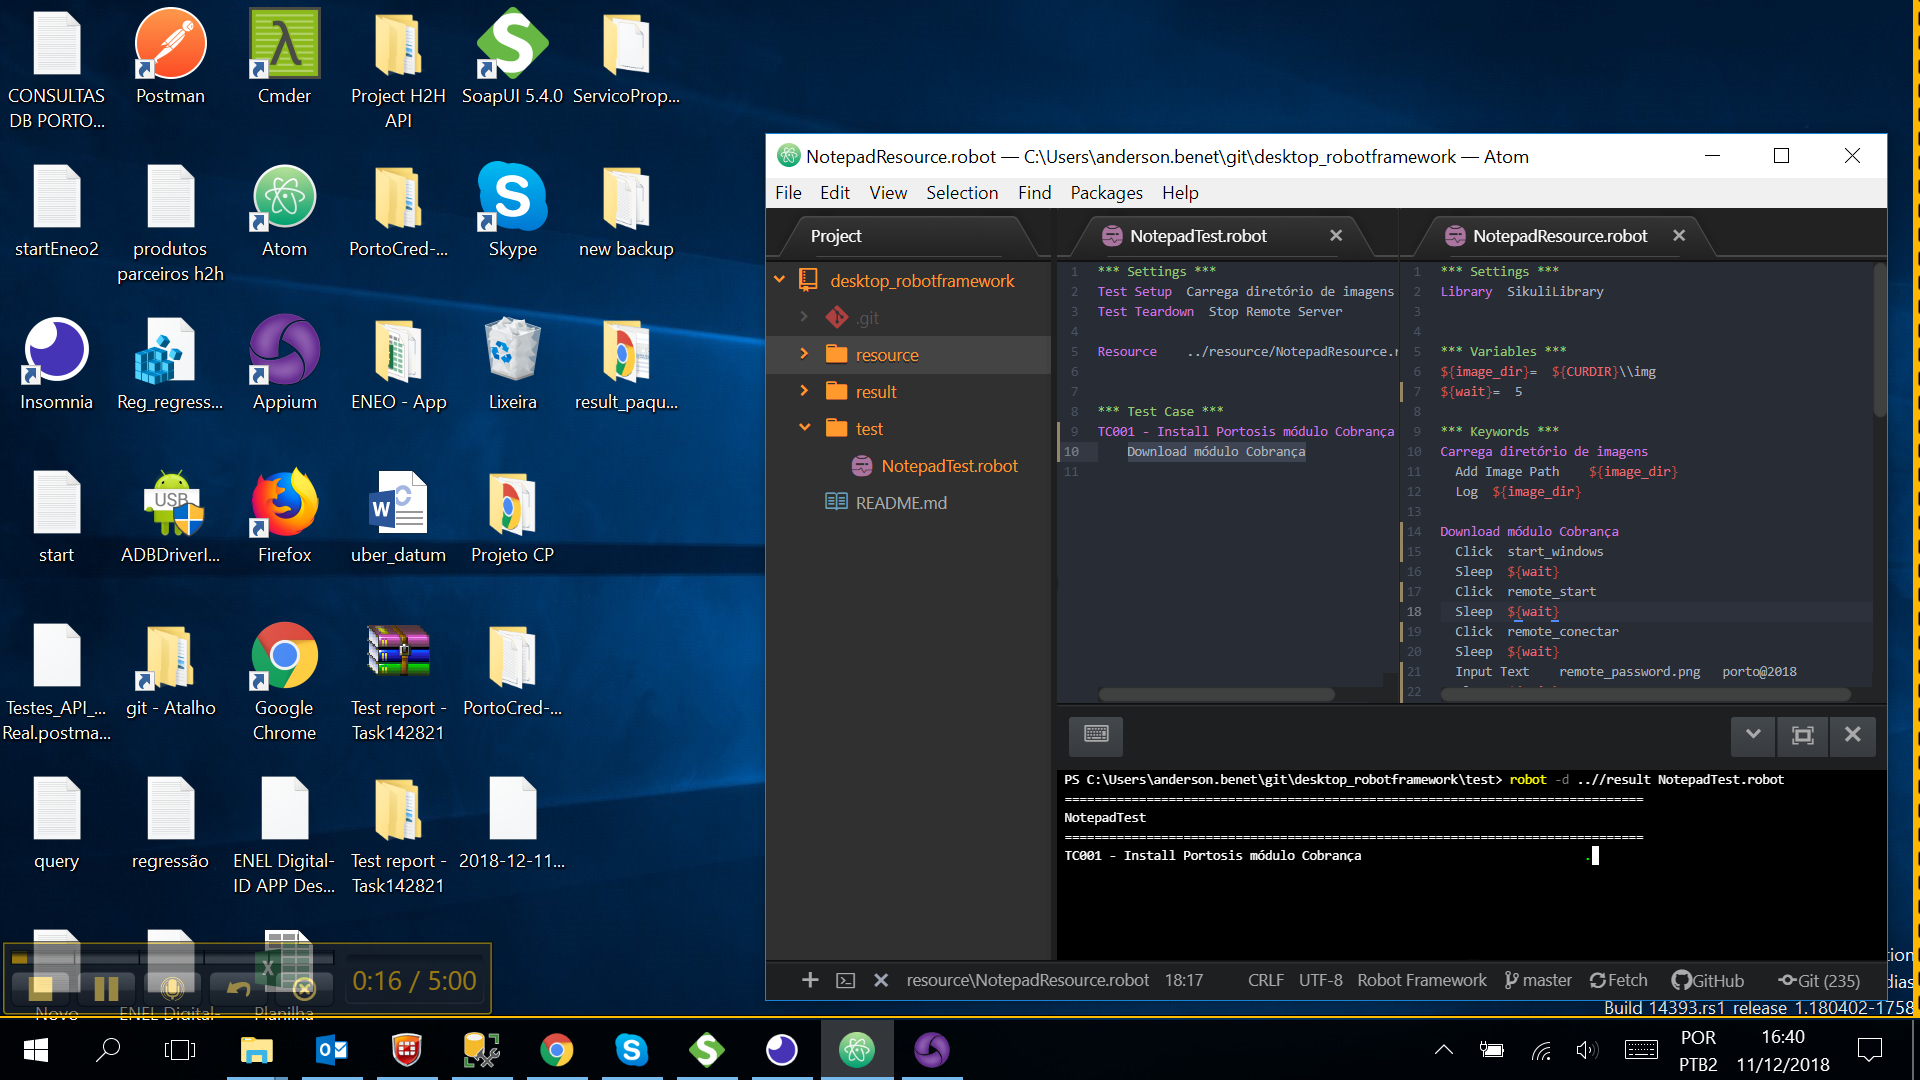 CONSULTAS
DB PORTO...
Postman
Cmder
Project H2H
API
SoapUI 5.4.0
ServicoProp...
startEneo2
produtos
parceiros h2h
Atom
PortoCred-...
Skype
new backup
Insomnia
Reg_regress...
Appium
ENEO - App
Lixeira
result_paqu...
start
USB
ADBDriverI...
Firefox
uber_datum
Projeto CP
Testes_API_...
Real.postma...
git - Atalho
Google
Chrome
Test report -
Task142821
PortoCred-...
query
regressão
ENEL Digital-
ID APP Des...
Test report -
Task142821
2018-12-11...
Novo
ENEL Digital-
Planilha
0:16 / 5:00
NotepadResource.robot — C:\Users\anderson.benet\git\desktop_robotframework — Atom
File Edit View Selection Find Packages Help
Project
desktop_robotframework
.git
resource
result
test
NotepadTest.robot
README.md
NotepadTest.robot
1 *** Settings ***
2 Test Setup  Carrega diretório de imagens
3 Test Teardown  Stop Remote Server
4
5 Resource    ../resource/NotepadResource.r
6
7
8 *** Test Case ***
9 TC001 - Install Portosis módulo Cobrança
10     Download módulo Cobrança
11
NotepadResource.robot
1 *** Settings ***
2 Library  SikuliLibrary
3
4
5 *** Variables ***
6 ${image_dir}=  ${CURDIR}\\img
7 ${wait}=  5
8
9 *** Keywords ***
10 Carrega diretório de imagens
11   Add Image Path    ${image_dir}
12   Log  ${image_dir}
13
14 Download módulo Cobrança
15   Click  start_windows
16   Sleep  ${wait}
17   Click  remote_start
18   Sleep  ${wait}
19   Click  remote_conectar
20   Sleep  ${wait}
21   Input Text    remote_password.png   porto@2018
22
PS C:\Users\anderson.benet\git\desktop_robotframework\test> robot -d ..//result NotepadTest.robot
==============================================================================
NotepadTest
==============================================================================
TC001 - Install Portosis módulo Cobrança                              .
resource\NotepadResource.robot 18:17 CRLF UTF-8 Robot Framework master Fetch GitHub Git (235)
tion
dias
Build 14393.rs1_release_1.180402-1758
POR
PTB2
16:40
11/12/2018